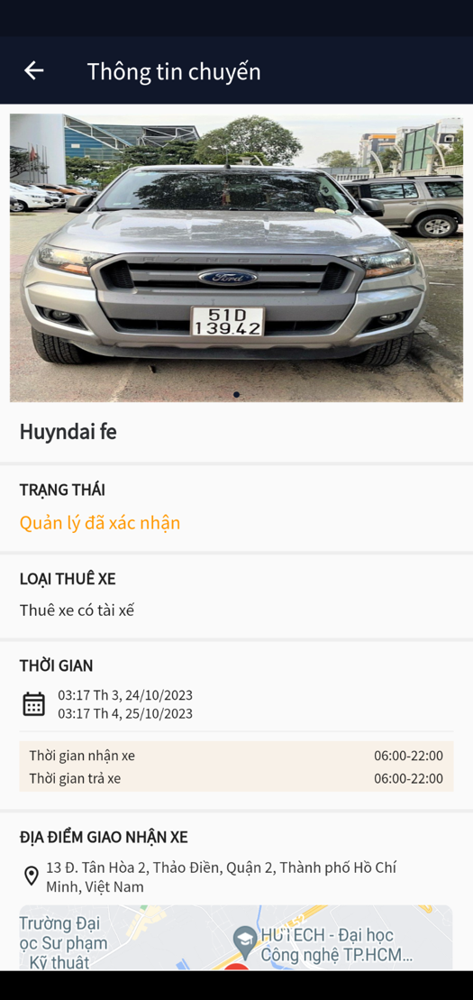 Thông tin chuyến
RANGER
Ford
51D
139.42
Huyndai fe
TRẠNG THÁI
Quản lý đã xác nhận
LOẠI THUÊ XE
Thuê xe có tài xế
THỜI GIAN
03:17 Th 3, 24/10/2023
03:17 Th 4, 25/10/2023
Thời gian nhận xe 06:00-22:00
Thời gian trả xe 06:00-22:00
ĐỊA ĐIỂM GIAO NHẬN XE
13 Đ. Tân Hòa 2, Thảo Điền, Quận 2, Thành phố Hồ Chí
Minh, Việt Nam
Trường Đại
ọc Sư phạm
Kỹ thuật
HUTECH - Đại học
Công nghệ TP.HCM...